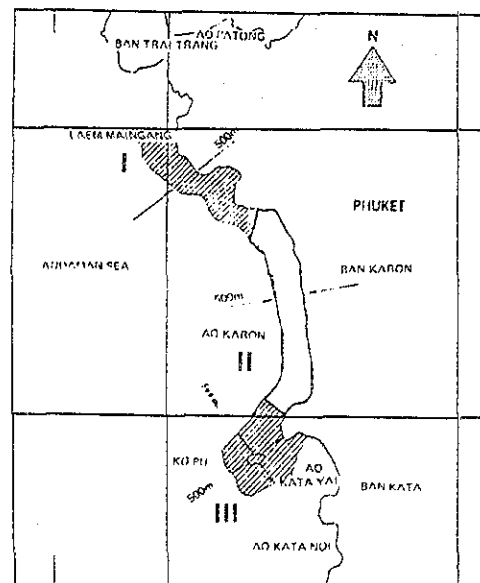 AO PATONG
BAN TRAI TRANG
N
LAEM MAINGANG
500m
I
PHUKET
ANDAMAN SEA
BAN KARON
500m
AO KARON
II
KO PU
AO
KATA YAI
BAN KATA
500m
III
AO KATA NOI